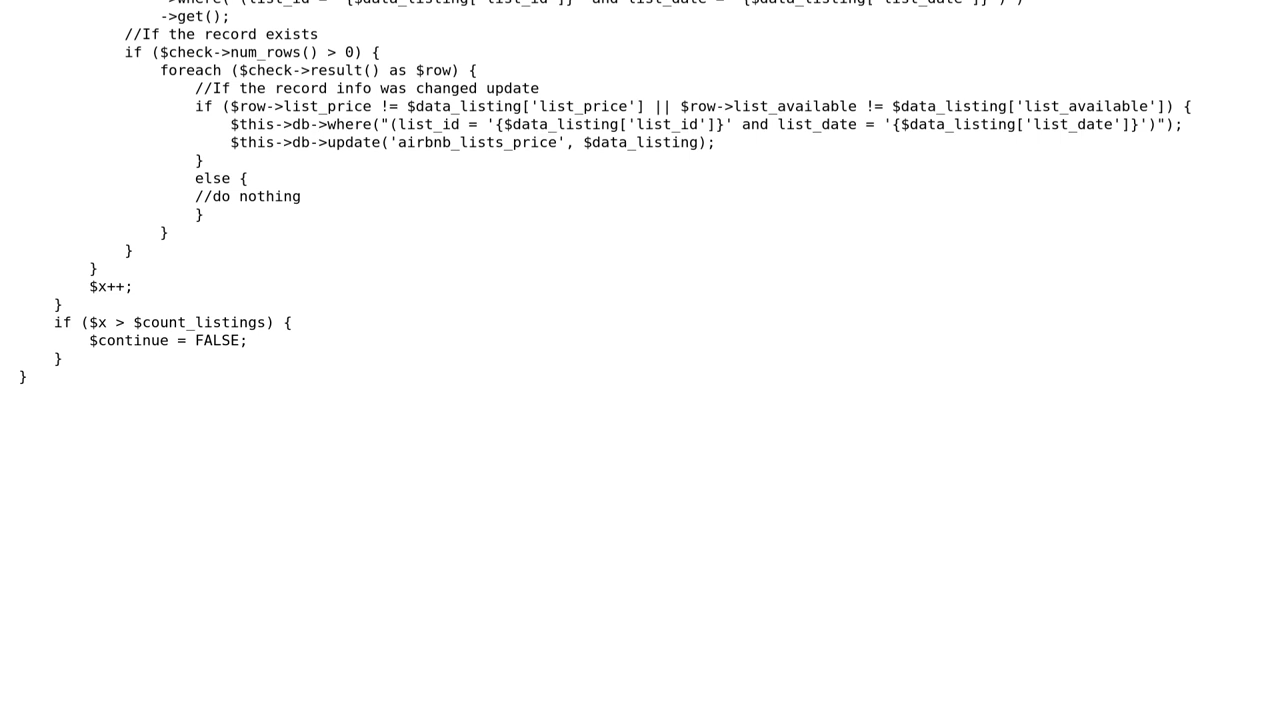 ->get();
//If the record exists
if ($check->num_rows() > 0) {
foreach ($check->result() as $row) {
//If the record info was changed update
if ($row->list_price != $data_listing['list_price'] || $row->list_available != $data_listing['list_available']) {
$this->db->where("(list_id = '{$data_listing['list_id']}' and list_date = '{$data_listing['list_date']}')");
$this->db->update('airbnb_lists_price', $data_listing);
}
else {
//do nothing
}
}
}
}
$x++;
}
if ($x > $count_listings) {
$continue = FALSE;
}
}